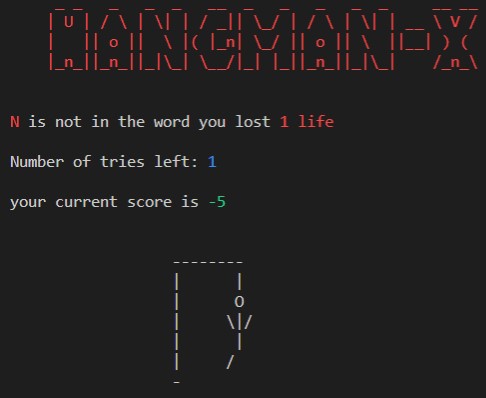 HANGMAN-X
N is not in the word you lost 1 life
Number of tries left: 1
your current score is -5